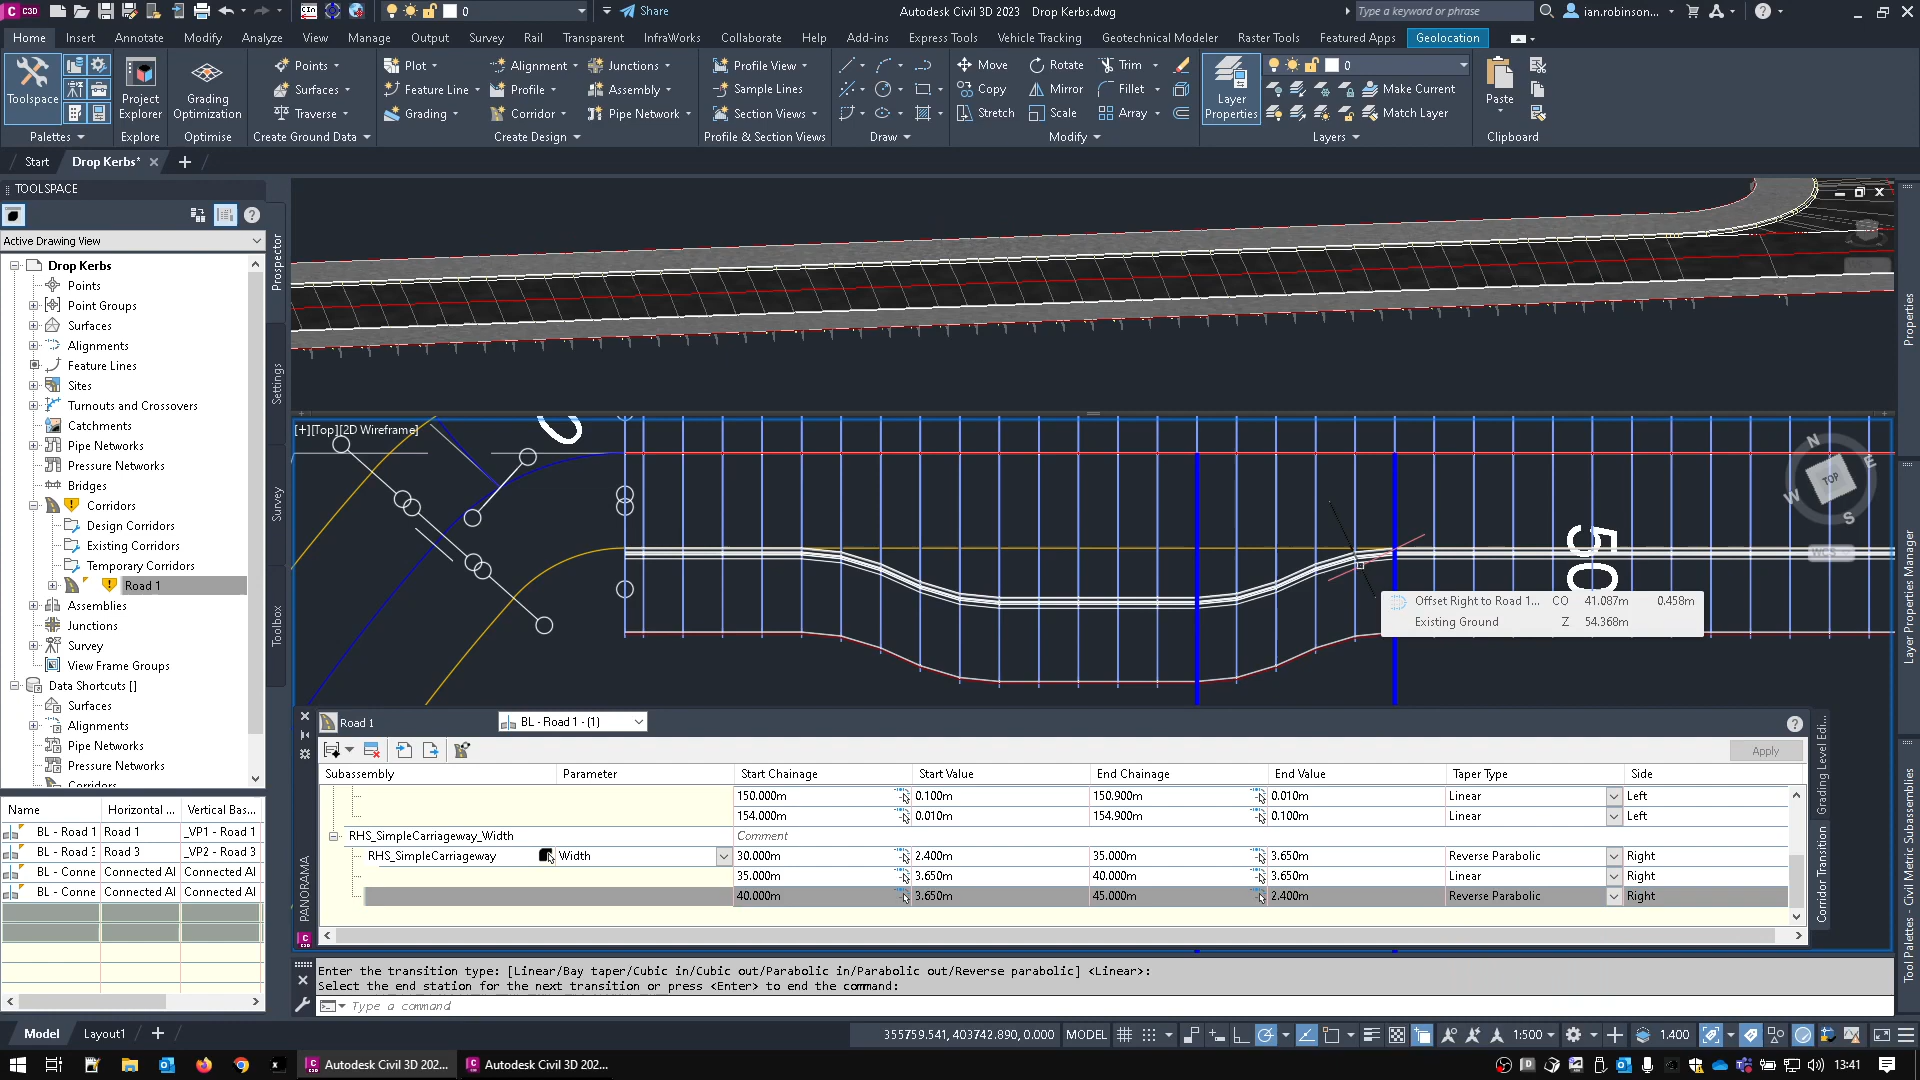 C3D
0
Share
Autodesk Civil 3D 2023 Drop Kerbs.dwg
Type a keyword or phrase
ian.robinson...
Home Insert Annotate Modify Analyze View Manage Output Survey Rail Transparent InfraWorks Collaborate Help Add-ins Express Tools Vehicle Tracking Geotechnical Modeler Raster Tools Featured Apps Geolocation
Toolspace
Project Explorer
Grading Optimization
Points
Surfaces
Traverse
Plot
Feature Line
Grading
Alignment
Profile
Corridor
Junctions
Assembly
Pipe Network
Profile View
Sample Lines
Section Views
Move
Copy
Stretch
Rotate
Mirror
Scale
Trim
Fillet
Array
Layer Properties
0
Make Current
Match Layer
Paste
Palettes
Explore
Optimise
Create Ground Data
Create Design
Profile & Section Views
Draw
Modify
Layers
Clipboard
Start
Drop Kerbs*
TOOLSPACE
Active Drawing View
Drop Kerbs
Points
Point Groups
Surfaces
Alignments
Feature Lines
Sites
Turnouts and Crossovers
Catchments
Pipe Networks
Pressure Networks
Bridges
Corridors
Design Corridors
Existing Corridors
Temporary Corridors
Road 1
Assemblies
Junctions
Survey
View Frame Groups
Data Shortcuts []
Surfaces
Alignments
Pipe Networks
Pressure Networks
Corridors
Prospector
Settings
Survey
Toolbox
Name Horizontal ... Vertical Bas...
BL - Road 1 Road 1 _VP1 - Road 1
BL - Road 3 Road 3 _VP2 - Road 3
BL - Conne Connected Al Connected Al
BL - Conne Connected Al Connected Al
[+][Top][2D Wireframe]
50
N
E
S
W
TOP
WCS
Offset Right to Road 1... CO 41.087m 0.458m
Existing Ground Z 54.368m
Road 1
BL - Road 1 - (1)
Apply
Subassembly Parameter Start Chainage Start Value End Chainage End Value Taper Type Side
150.000m 0.100m 150.900m 0.010m Linear Left
154.000m 0.010m 154.900m 0.100m Linear Left
RHS_SimpleCarriageway_Width Comment
RHS_SimpleCarriageway Width 30.000m 2.400m 35.000m 3.650m Reverse Parabolic Right
35.000m 3.650m 40.000m 3.650m Linear Right
40.000m 3.650m 45.000m 2.400m Reverse Parabolic Right
PANORAMA
Grading Level Edi...
Corridor Transition
Properties
Layer Properties Manager
Tool Palettes - Civil Metric Subassemblies
Enter the transition type: [Linear/Bay taper/Cubic in/Cubic out/Parabolic in/Parabolic out/Reverse parabolic] <Linear>:
Select the end station for the next transition or press <Enter> to end the command:
Type a command
Model
Layout1
355759.541, 403742.890, 0.000
MODEL
1:500
1.400
Autodesk Civil 3D 202...
Autodesk Civil 3D 202...
13:41